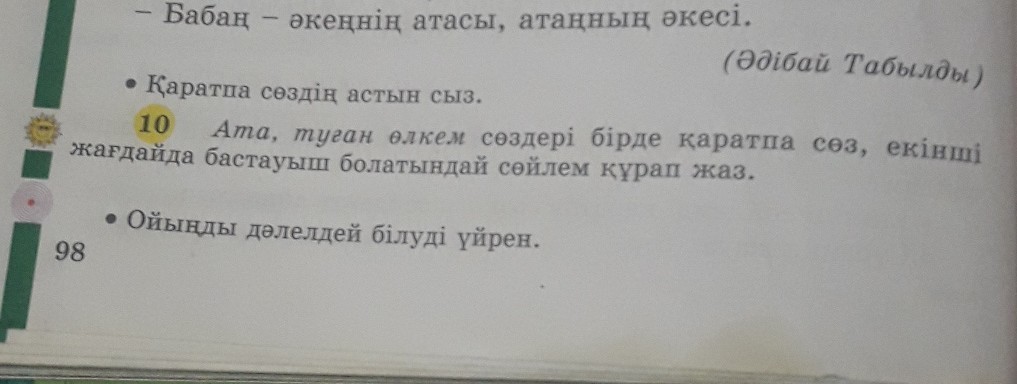 – Бабаң – әкеңнің атасы, атаңның әкесі.
(Әдібай Табылды)
• Қаратпа сөздің астын сыз.
10 Ата, туған өлкем сөздері бірде қаратпа сөз, екінші
жағдайда бастауыш болатындай сөйлем құрап жаз.
• Ойыңды дәлелдей білуді үйрен.
98